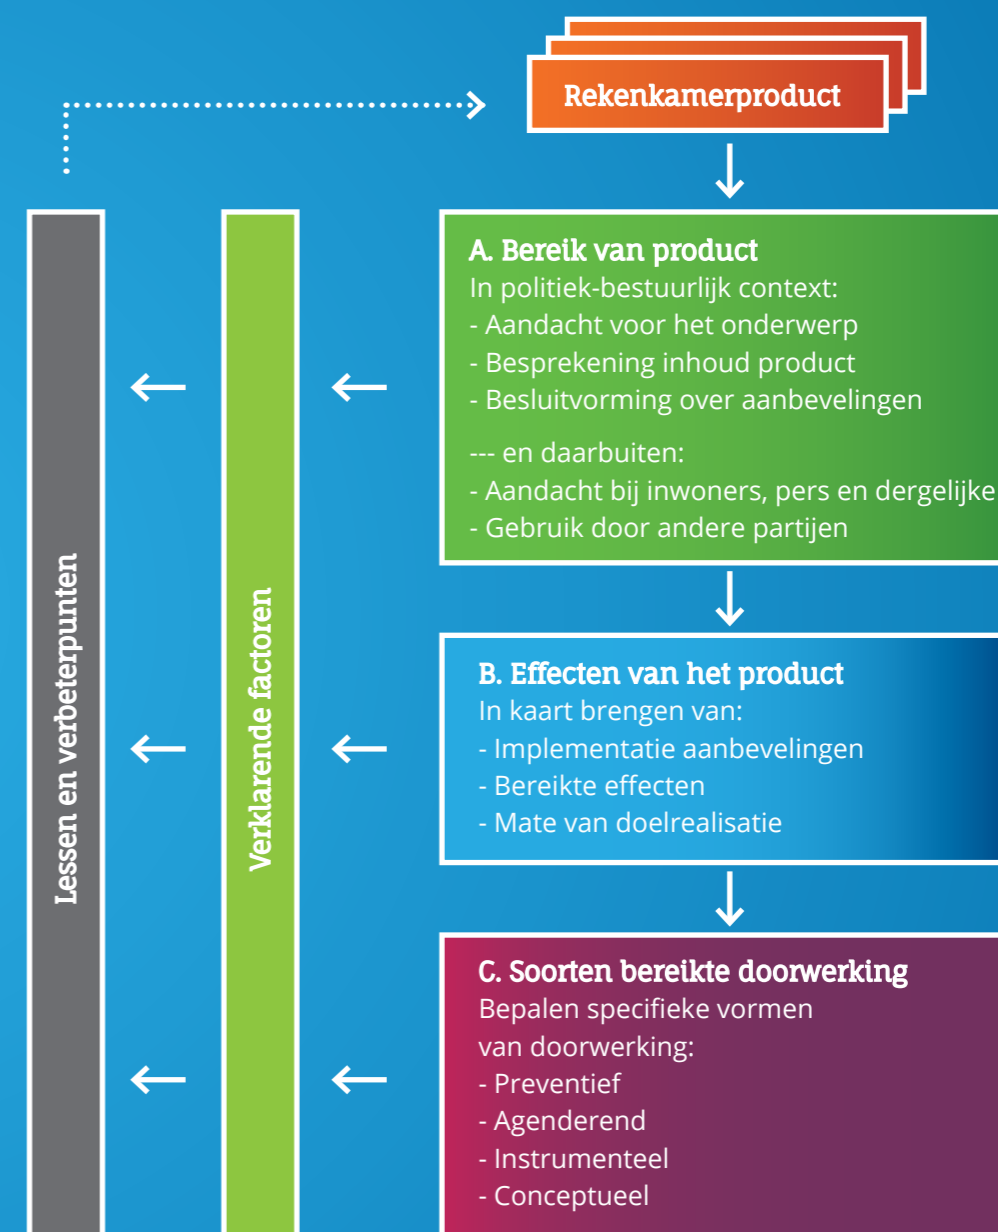 Rekenkamerproduct
A. Bereik van product
In politiek-bestuurlijk context:
- Aandacht voor het onderwerp
- Besprekening inhoud product
- Besluitvorming over aanbevelingen
--- en daarbuiten:
- Aandacht bij inwoners, pers en dergelijke
- Gebruik door andere partijen
B. Effecten van het product
In kaart brengen van:
- Implementatie aanbevelingen
- Bereikte effecten
- Mate van doelrealisatie
C. Soorten bereikte doorwerking
Bepalen specifieke vormen
van doorwerking:
- Preventief
- Agenderend
- Instrumenteel
- Conceptueel
Verklarende factoren
Lessen en verbeterpunten